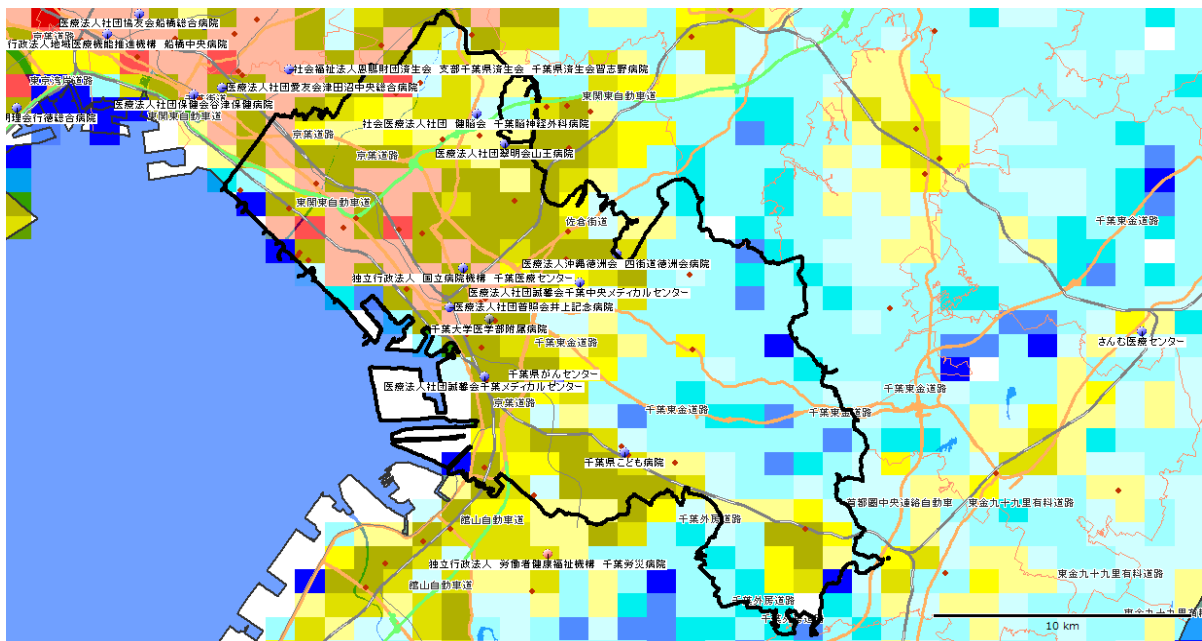 医療法人社団愉友会船橋総合病院
京葉道路
行政法人地域医療機能推進機構 船橋中央病院
社会福祉法人恩賜財団済生会 支部千葉県済生会 千葉県済生会習志野病院
東京湾岸道路
医療法人社団愛友会津田沼中央総合病院
東関東自動車道
街道
医療法人社団保健会谷津保健病院
東関東自動車道
明理会行徳総合病院
社会医療法人社団 健脳会 千葉脳神経外科病院
京葉道路
医療法人社団翠明会山王病院
京葉道路
東関東自動車道
佐倉街道
千葉東金道路
医療法人沖縄徳洲会 四街道徳洲会病院
独立行政法人 国立病院機構 千葉医療センター
医療法人社団誠馨会千葉中央メディカルセンター
医療法人社団普照会井上記念病院
千葉大学医学部附属病院
千葉東金道路
さんむ医療センター
千葉県がんセンター
医療法人社団誠馨会千葉メディカルセンター
千葉東金道路
京葉道路
千葉東金道路
千葉東金道路
千葉県こども病院
首都圏中央連絡自動車
東金九十九里有料道路
館山自動車道
千葉外房道路
独立行政法人 労働者健康福祉機構 千葉労災病院
東金九十九里有料道路
館山自動車道
千葉外房道路
東金九十九里有料
10 km